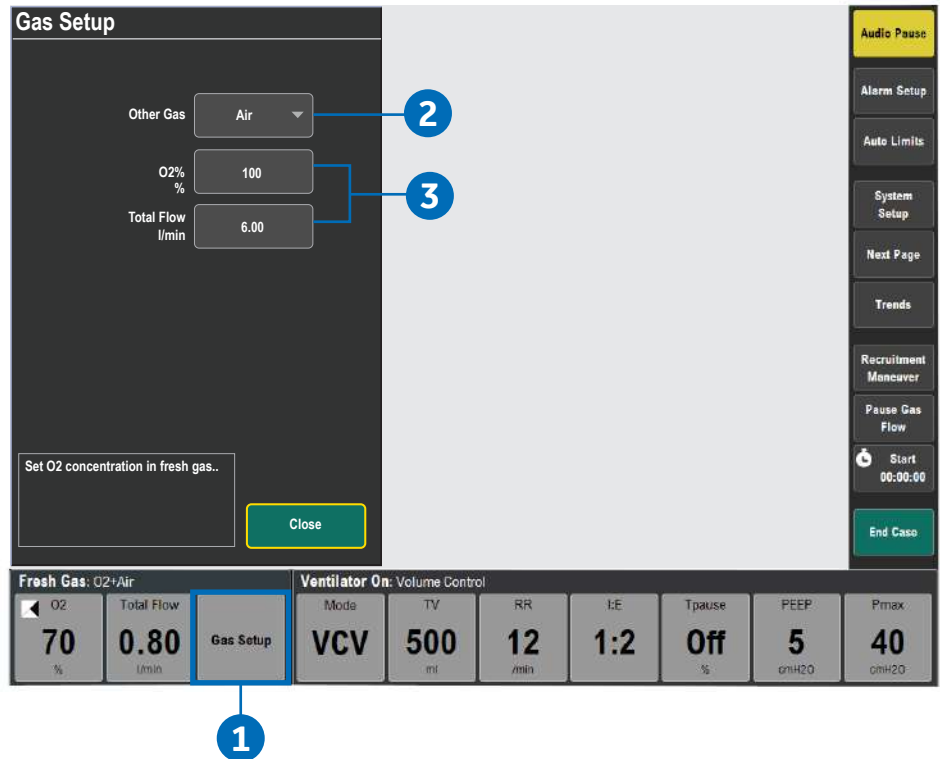 Gas Setup
Other Gas
Air
2
O2%
%
100
3
Total Flow
l/min
6.00
Set O2 concentration in fresh gas..
Close
Audio Pause
Alarm Setup
Auto Limits
System
Setup
Next Page
Trends
Recruitment
Maneuver
Pause Gas
Flow
Start
00:00:00
End Case
Fresh Gas: O2+Air
Ventilator On: Volume Control
O2
70
%
Total Flow
0.80
l/min
Gas Setup
Mode
VCV
TV
500
ml
RR
12
/min
I:E
1:2
Tpause
Off
%
PEEP
5
cmH2O
Pmax
40
cmH2O
1